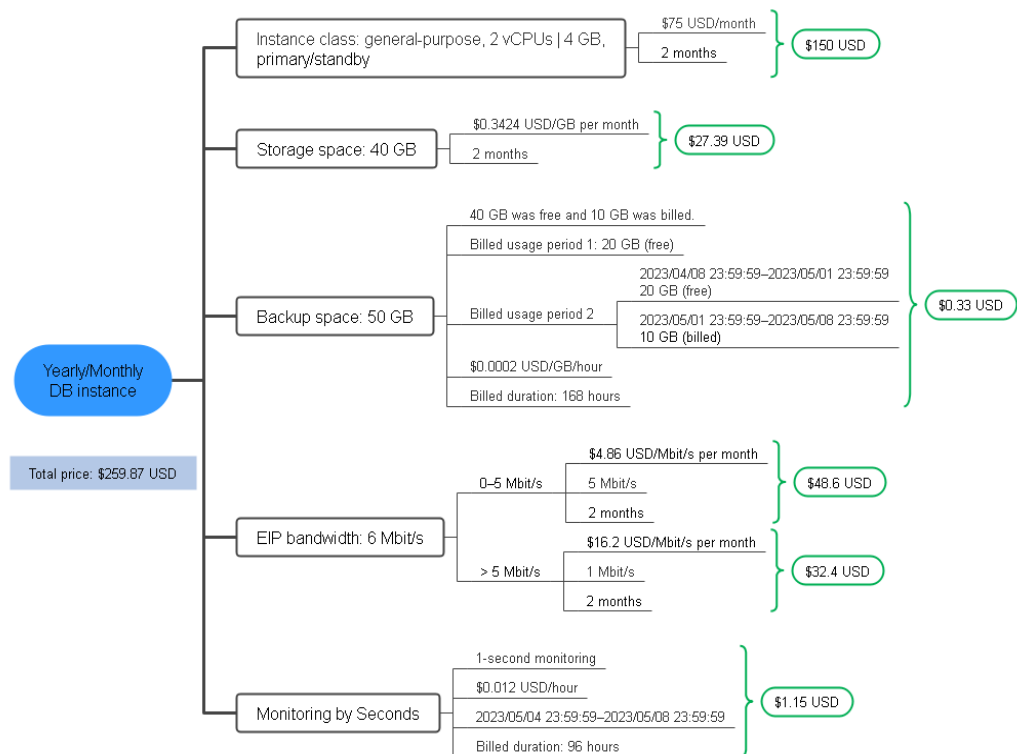 Yearly/Monthly
DB instance
Total price: $259.87 USD
Instance class: general-purpose, 2 vCPUs | 4 GB,
primary/standby
$75 USD/month
2 months
$150 USD
Storage space: 40 GB
$0.3424 USD/GB per month
2 months
$27.39 USD
Backup space: 50 GB
40 GB was free and 10 GB was billed.
Billed usage period 1: 20 GB (free)
Billed usage period 2
2023/04/08 23:59:59–2023/05/01 23:59:59
20 GB (free)
2023/05/01 23:59:59–2023/05/08 23:59:59
10 GB (billed)
$0.0002 USD/GB/hour
Billed duration: 168 hours
$0.33 USD
EIP bandwidth: 6 Mbit/s
0–5 Mbit/s
$4.86 USD/Mbit/s per month
5 Mbit/s
2 months
$48.6 USD
> 5 Mbit/s
$16.2 USD/Mbit/s per month
1 Mbit/s
2 months
$32.4 USD
Monitoring by Seconds
1-second monitoring
$0.012 USD/hour
2023/05/04 23:59:59–2023/05/08 23:59:59
Billed duration: 96 hours
$1.15 USD